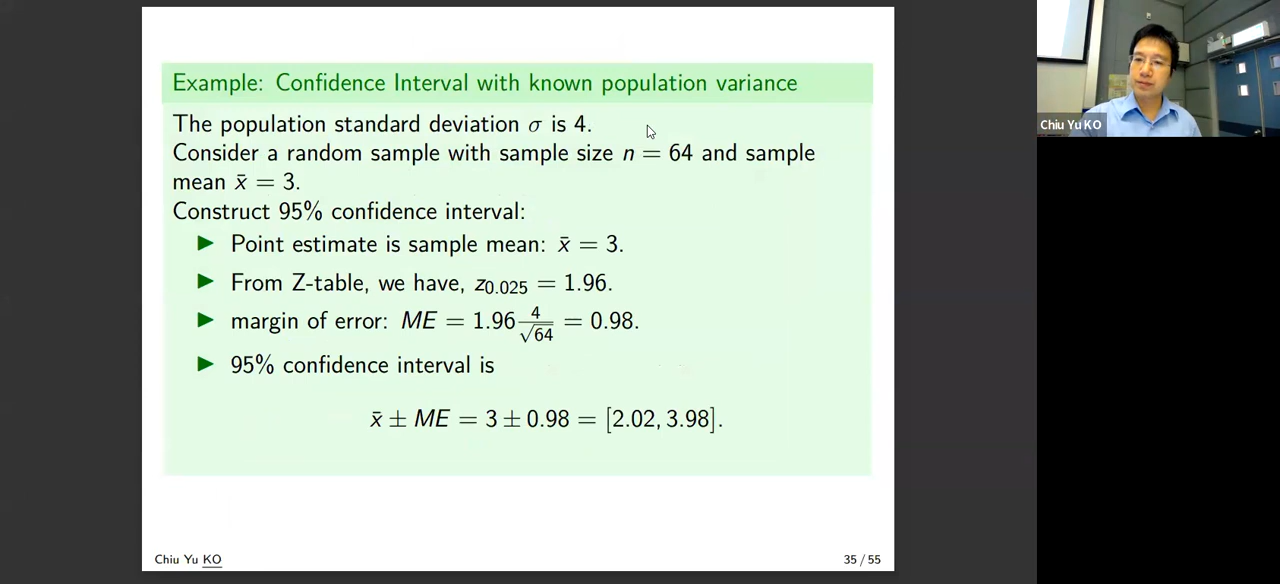 Example: Confidence Interval with known population variance
The population standard deviation σ is 4.
Consider a random sample with sample size n = 64 and sample
mean x̄ = 3.
Construct 95% confidence interval:
▶ Point estimate is sample mean: x̄ = 3.
▶ From Z-table, we have, z₀.₀₂₅ = 1.96.
▶ margin of error: ME = 1.96 4/√64 = 0.98.
▶ 95% confidence interval is
x̄ ± ME = 3 ± 0.98 = [2.02, 3.98].
Chiu Yu KO
35 / 55
Chiu Yu KO